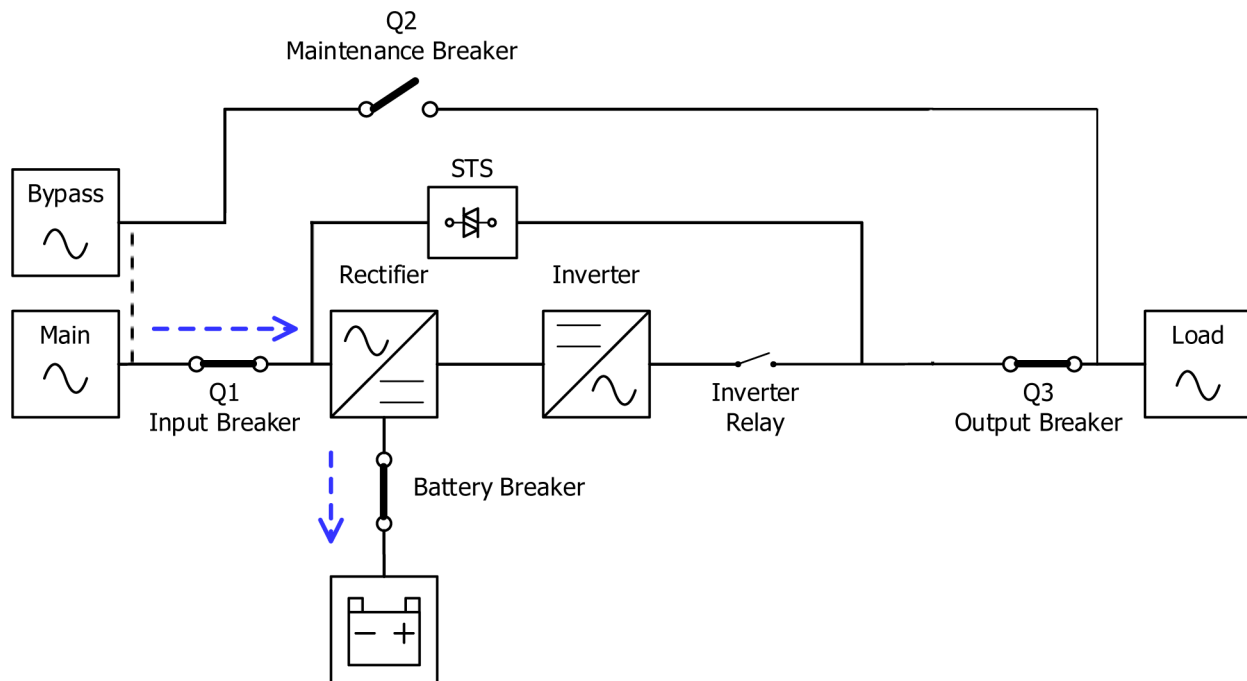 Q2
Maintenance Breaker
STS
Bypass
Rectifier
Inverter
Main
Load
Q1
Input Breaker
Inverter
Relay
Q3
Output Breaker
Battery Breaker